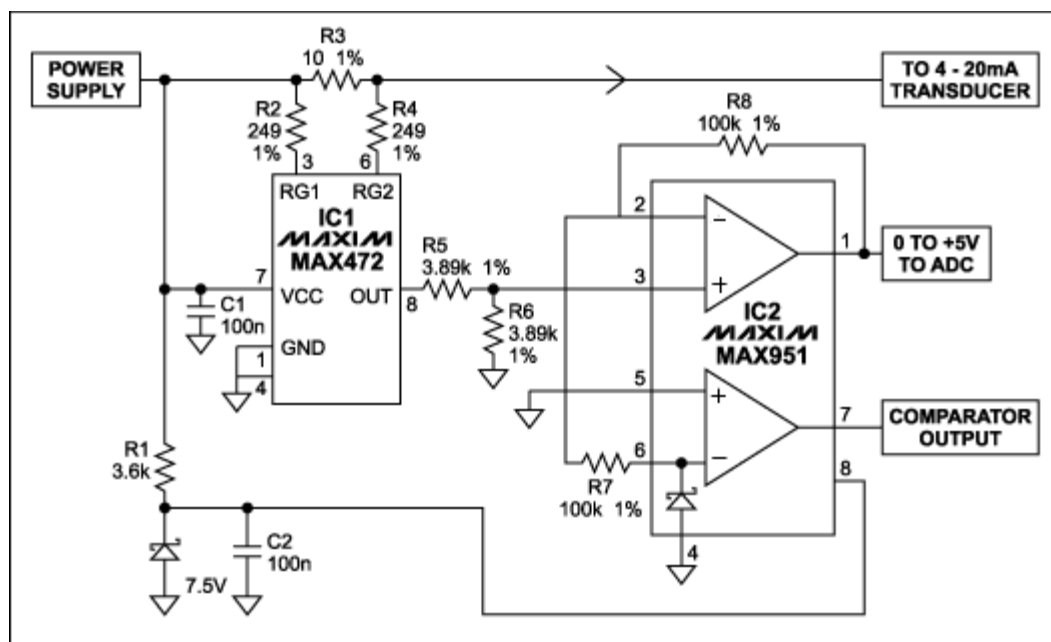 POWER
SUPPLY
R3
10 1%
TO 4 - 20mA
TRANSDUCER
R2
249
1%
R4
249
1%
R8
100k 1%
3
6
RG1
RG2
IC1
MAXIM
MAX472
7
VCC
OUT
8
R5
3.89k 1%
R6
3.89k
1%
C1
100n
GND
1
4
2
3
1
0 TO +5V
TO ADC
IC2
MAXIM
MAX951
5
6
7
COMPARATOR
OUTPUT
8
R7
100k 1%
4
R1
3.6k
C2
100n
7.5V